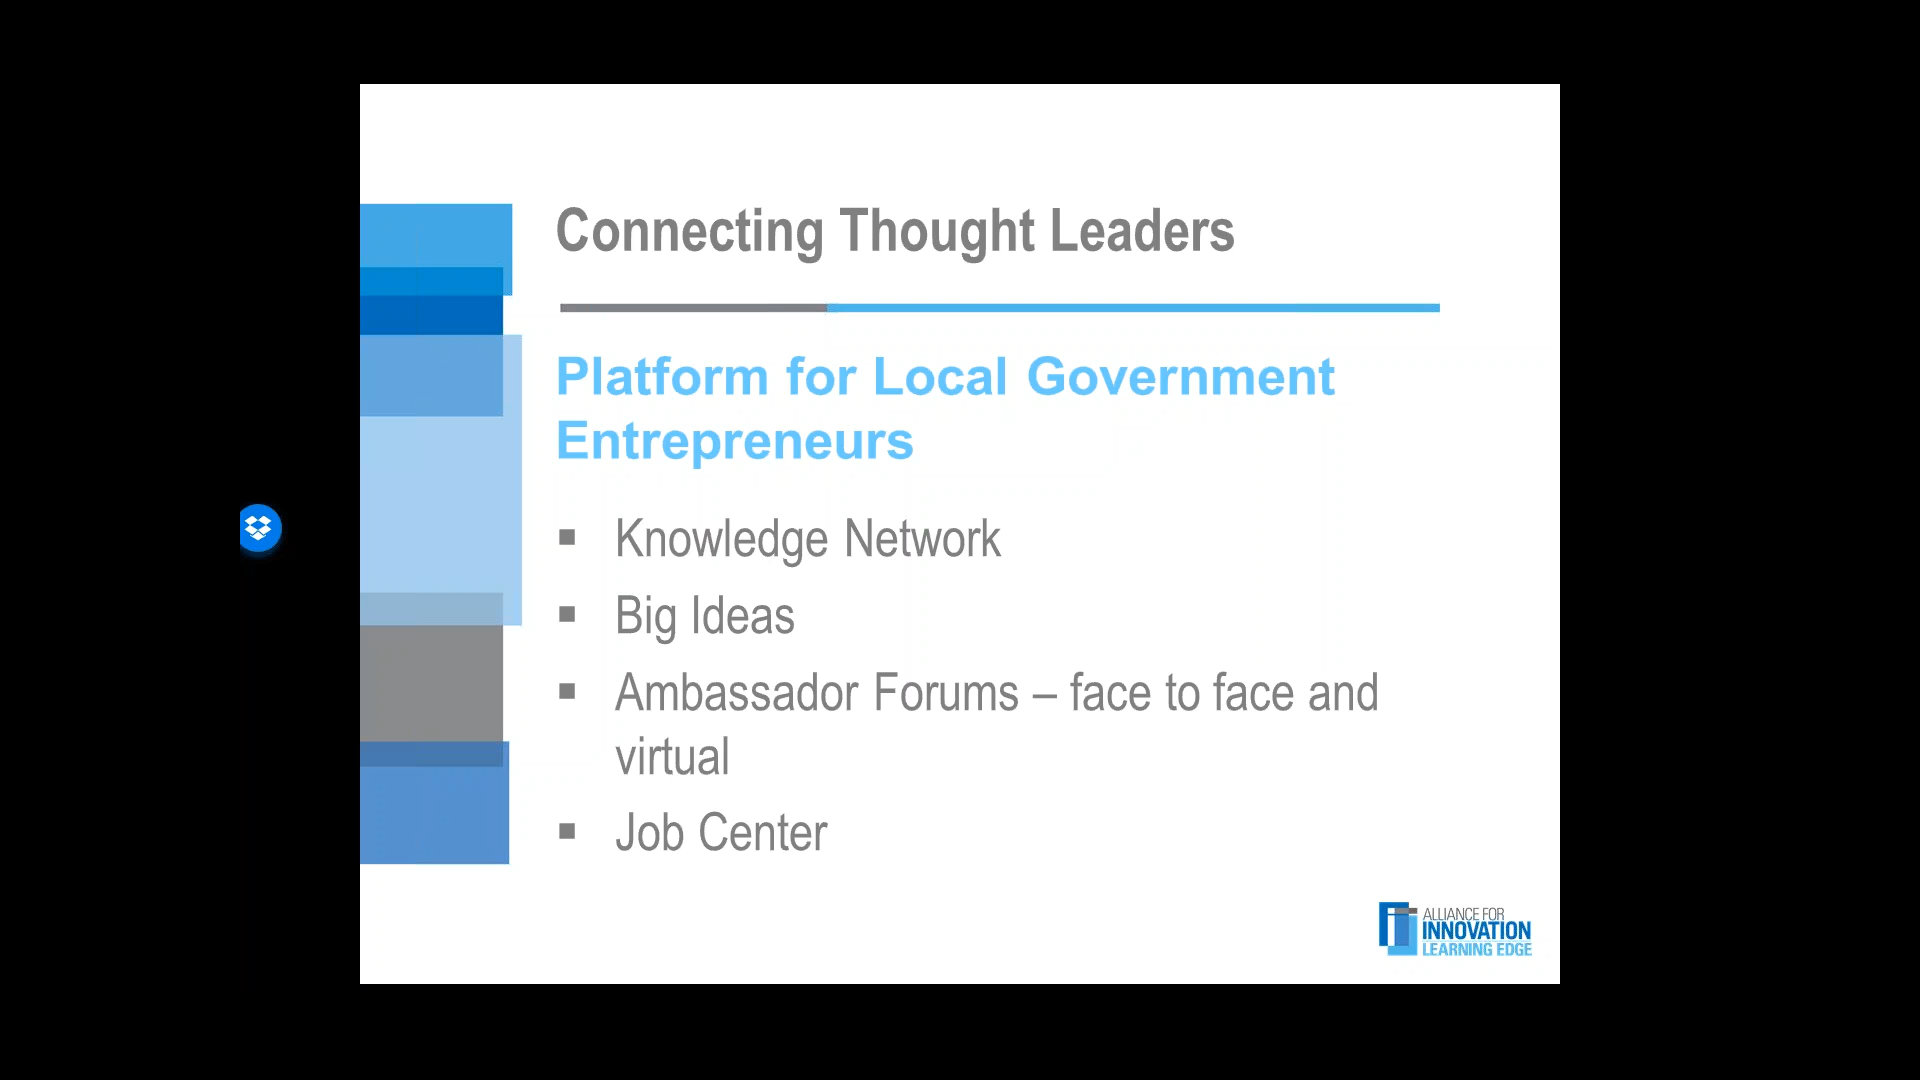 Connecting Thought Leaders
Platform for Local Government
Entrepreneurs
▪ Knowledge Network
▪ Big Ideas
▪ Ambassador Forums – face to face and
virtual
▪ Job Center
ALLIANCE FOR
INNOVATION
LEARNING EDGE